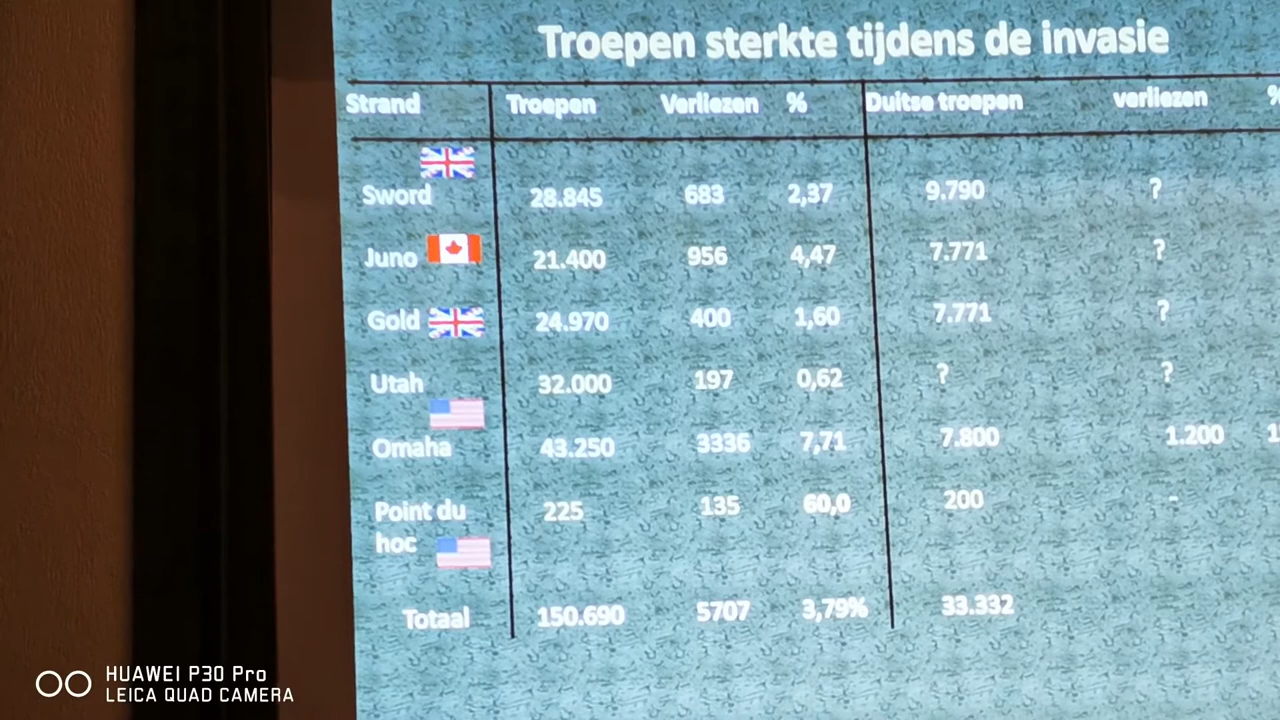 Troepen sterkte tijdens de invasie
Strand Troepen Verliezen % Duitse troepen verliezen %
Sword 28.845 683 2,37 9.790 ?
Juno 21.400 956 4,47 7.771 ?
Gold 24.970 400 1,60 7.771 ?
Utah 32.000 197 0,62 ? ?
Omaha 43.250 3336 7,71 7.800 1.200
Point du 225 135 60,0 200 -
hoc
Totaal 150.690 5707 3,79% 33.332
HUAWEI P30 Pro
LEICA QUAD CAMERA